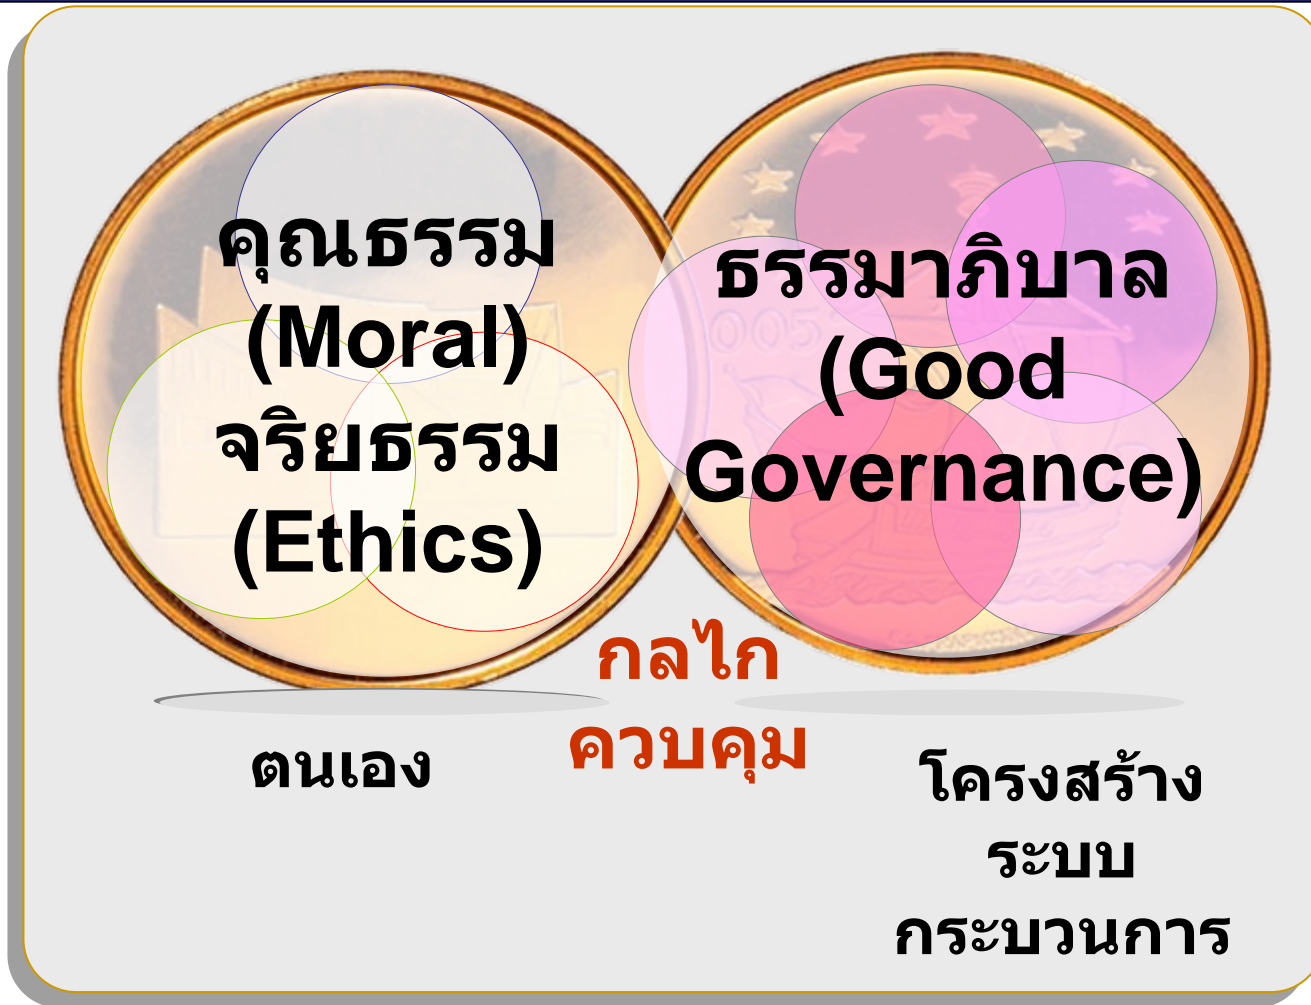 คุณธรรม
(Moral)
จริยธรรม
(Ethics)
ธรรมาภิบาล
(Good
Governance)
005
กลไก
ควบคุม
ตนเอง
โครงสร้าง
ระบบ
กระบวนการ